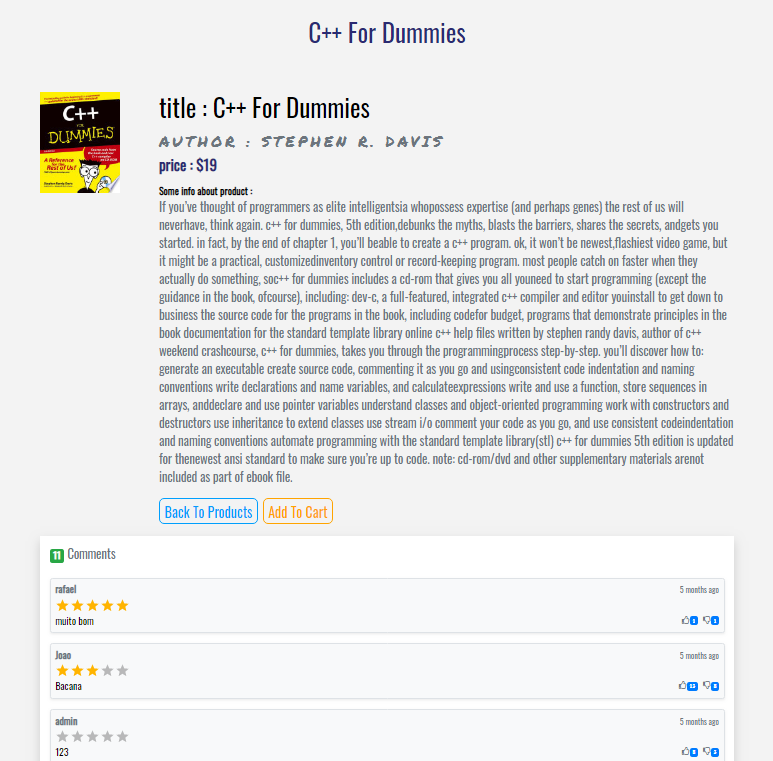 C++ For Dummies
C++
FOR
DUMMIES
A Reference
for the
Rest of Us!
title : C++ For Dummies
AUTHOR : STEPHEN R. DAVIS
price : $19
Some info about product :
If you've thought of programmers as elite intelligentsia whopossess expertise (and perhaps genes) the rest of us will
neverhave, think again. c++ for dummies, 5th edition,debunks the myths, blasts the barriers, shares the secrets, andgets you
started. in fact, by the end of chapter 1, you'll beable to create a c++ program. ok, it won't be newest,flashiest video game, but
it might be a practical, customizedinventory control or record-keeping program. most people catch on faster when they
actually do something, soc++ for dummies includes a cd-rom that gives you all youneed to start programming (except the
guidance in the book, ofcourse), including: dev-c, a full-featured, integrated c++ compiler and editor youinstall to get down to
business the source code for the programs in the book, including codefor budget, programs that demonstrate principles in the
book documentation for the standard template library online c++ help files written by stephen randy davis, author of c++
weekend crashcourse, c++ for dummies, takes you through the programmingprocess step-by-step. you'll discover how to:
generate an executable create source code, commenting it as you go and usingconsistent code indentation and naming
conventions write declarations and name variables, and calculateexpressions write and use a function, store sequences in
arrays, anddeclare and use pointer variables understand classes and object-oriented programming work with constructors and
destructors use inheritance to extend classes use stream i/o comment your code as you go, and use consistent codeindentation
and naming conventions automate programming with the standard template library(stl) c++ for dummies 5th edition is updated
for thenewest ansi standard to make sure you're up to code. note: cd-rom/dvd and other supplementary materials arenot
included as part of ebook file.
Back To Products Add To Cart
11 Comments
rafael 5 months ago
muito bom 1 1
Joao 5 months ago
Bacana 13
admin 5 months ago
123